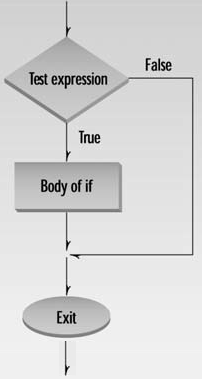 Test expression
False
True
Body of if
Exit